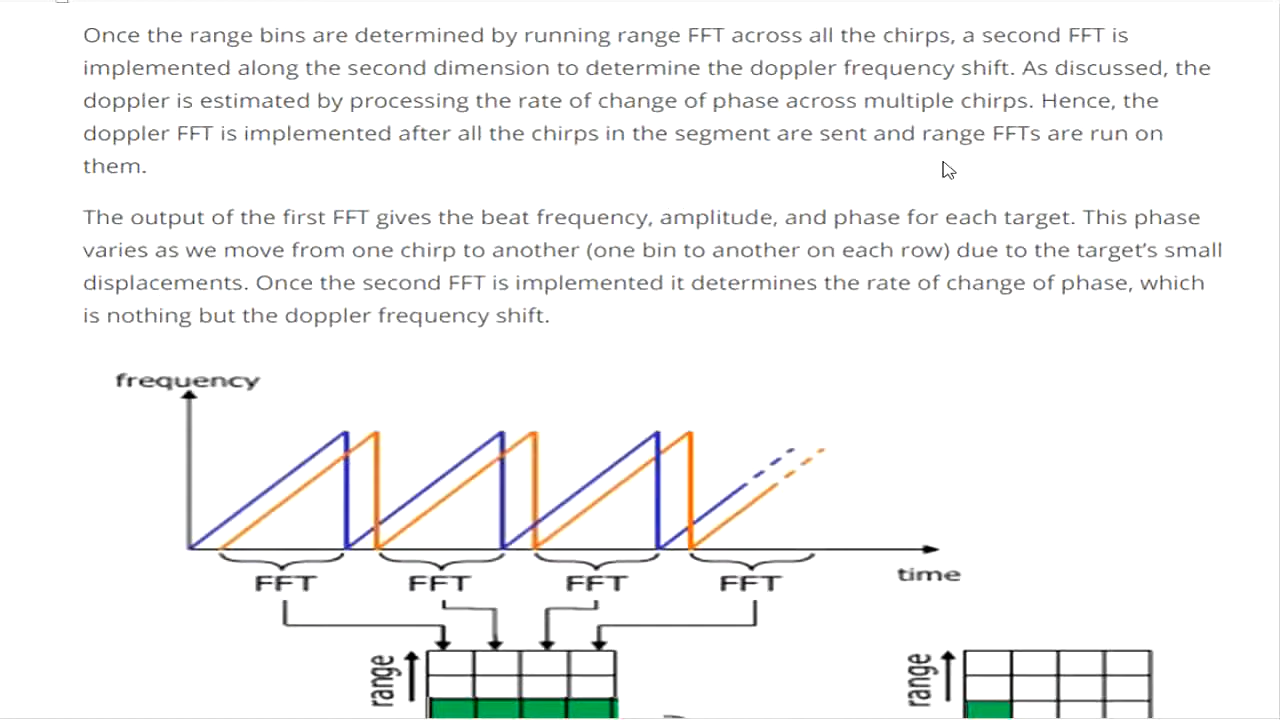 Once the range bins are determined by running range FFT across all the chirps, a second FFT is
implemented along the second dimension to determine the doppler frequency shift. As discussed, the
doppler is estimated by processing the rate of change of phase across multiple chirps. Hence, the
doppler FFT is implemented after all the chirps in the segment are sent and range FFTs are run on
them.
The output of the first FFT gives the beat frequency, amplitude, and phase for each target. This phase
varies as we move from one chirp to another (one bin to another on each row) due to the target’s small
displacements. Once the second FFT is implemented it determines the rate of change of phase, which
is nothing but the doppler frequency shift.
frequency
time
FFT FFT FFT FFT
range range